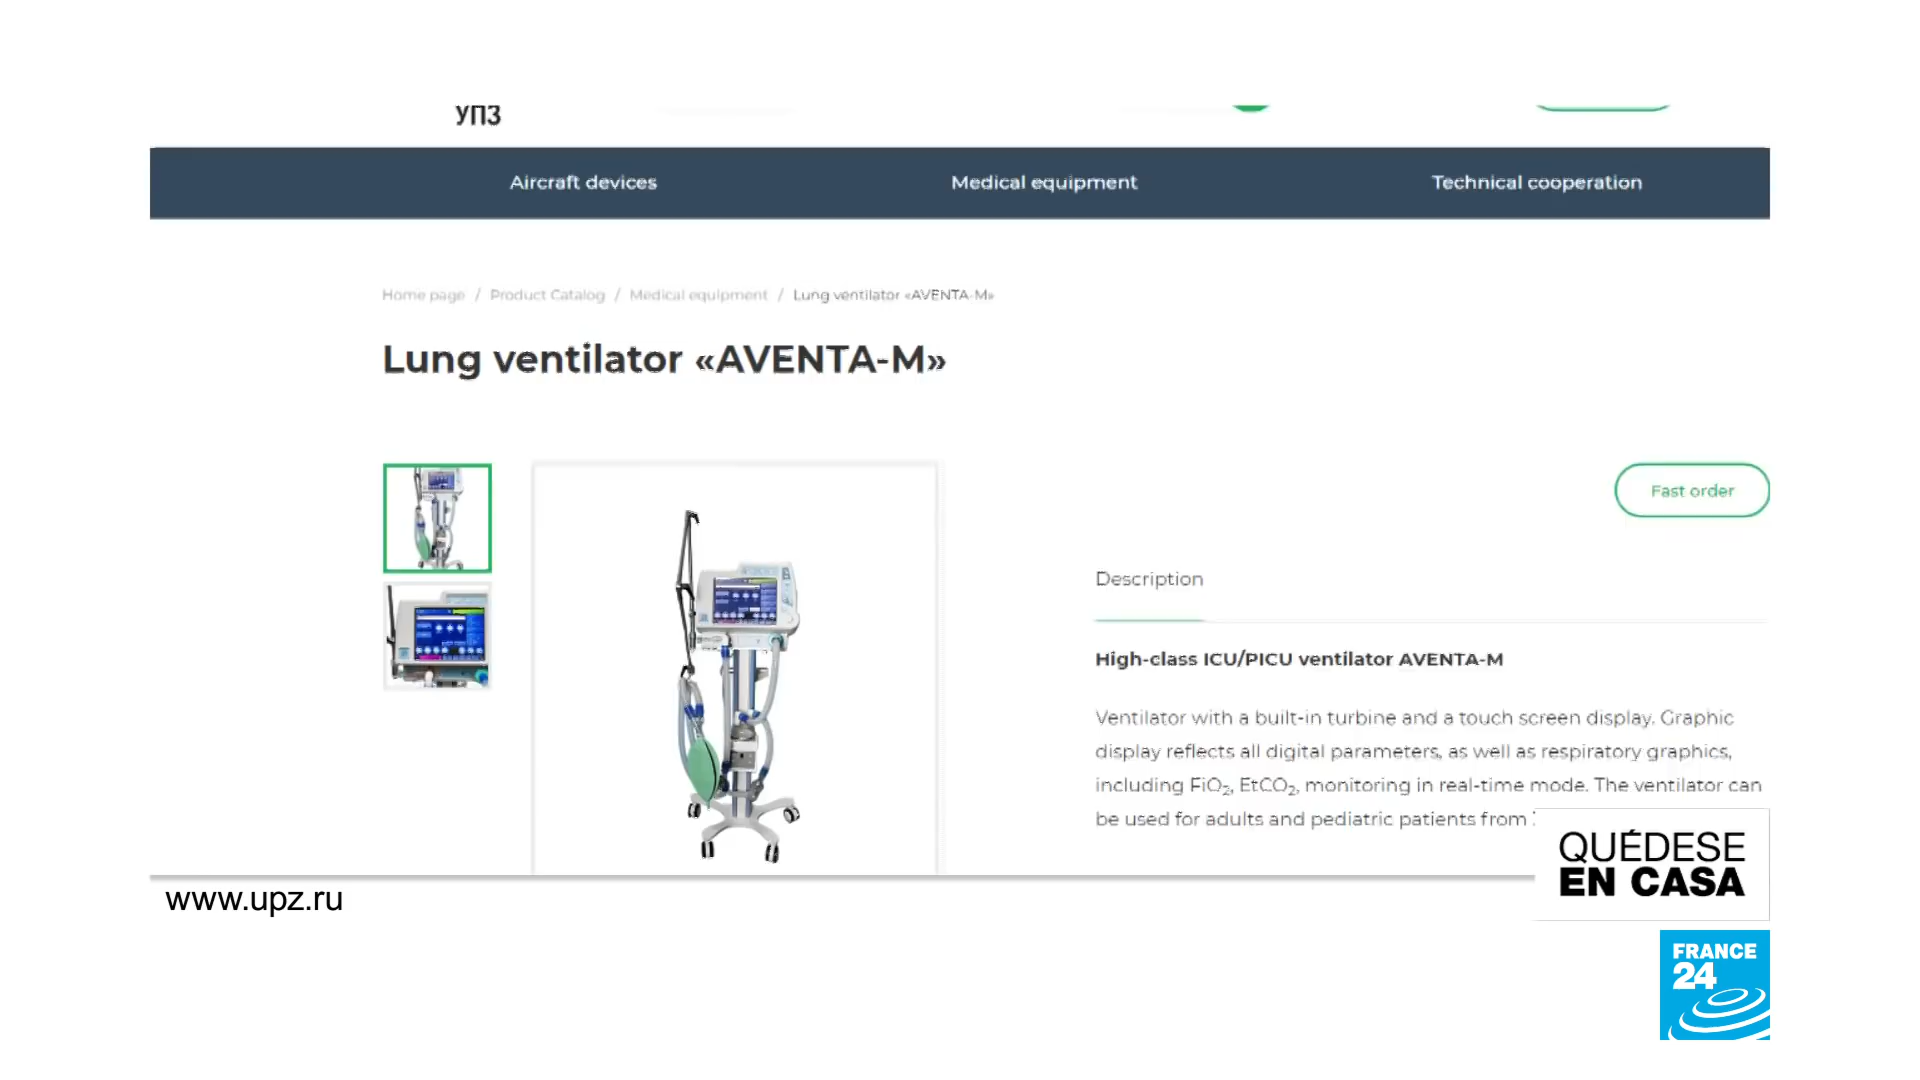 УПЗ
Aircraft devices
Medical equipment
Technical cooperation
Home page / Product Catalog / Medical equipment / Lung ventilator «AVENTA-M»
Lung ventilator «AVENTA-M»
Fast order
Description
High-class ICU/PICU ventilator AVENTA-M
Ventilator with a built-in turbine and a touch screen display. Graphic
display reflects all digital parameters, as well as respiratory graphics,
including FiO₂, EtCO₂, monitoring in real-time mode. The ventilator can
be used for adults and pediatric patients from
QUÉDESE
EN CASA
www.upz.ru
FRANCE
24